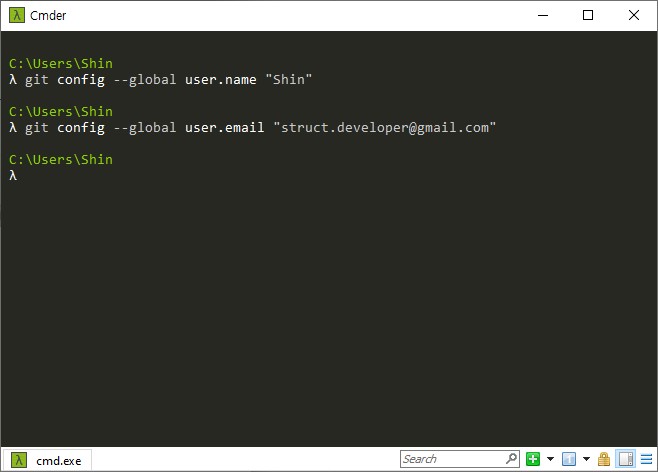 Cmder
C:\Users\Shin
λ git config --global user.name "Shin"
C:\Users\Shin
λ git config --global user.email "struct.developer@gmail.com"
C:\Users\Shin
λ
λ cmd.exe
Search